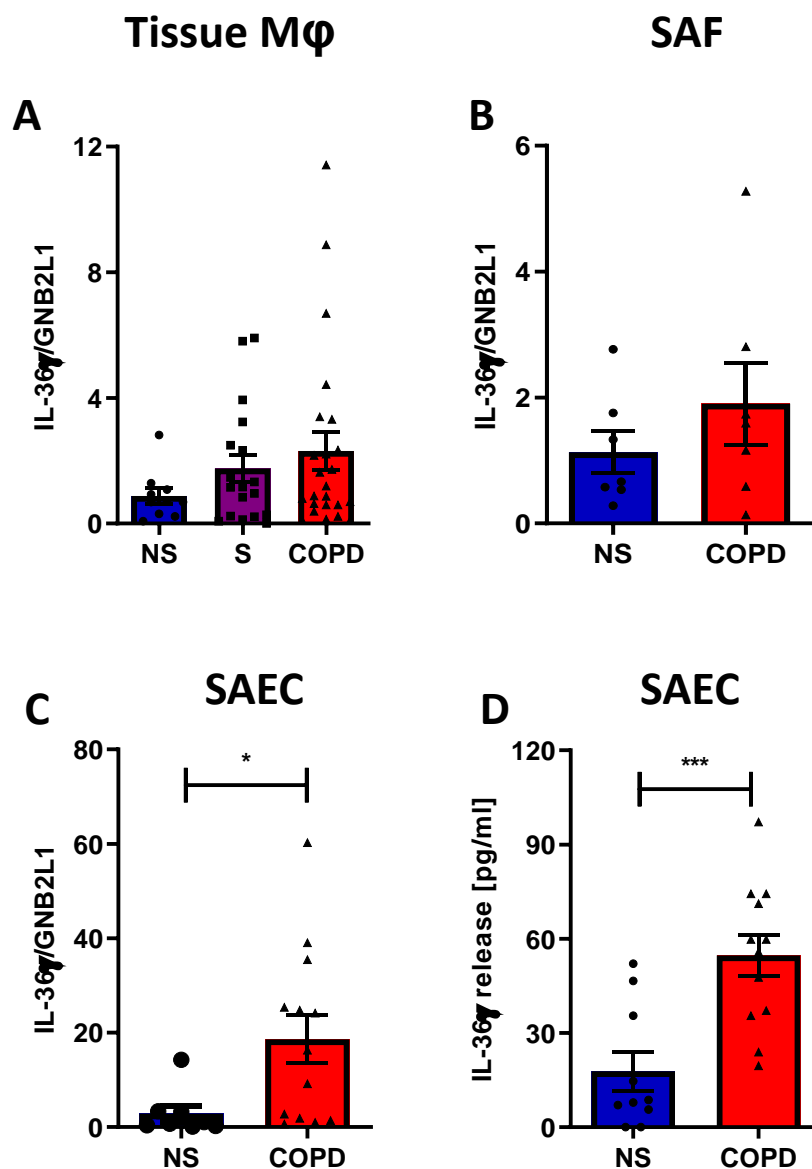 Tissue Mφ
SAF
A
B
12
8
4
0
IL-36γ/GNB2L1
NS
S
COPD
6
4
2
0
IL-36γ/GNB2L1
NS
COPD
SAEC
SAEC
C
D
80
60
40
20
0
IL-36γ/GNB2L1
*
NS
COPD
120
90
60
30
0
IL-36γ release [pg/ml]
***
NS
COPD